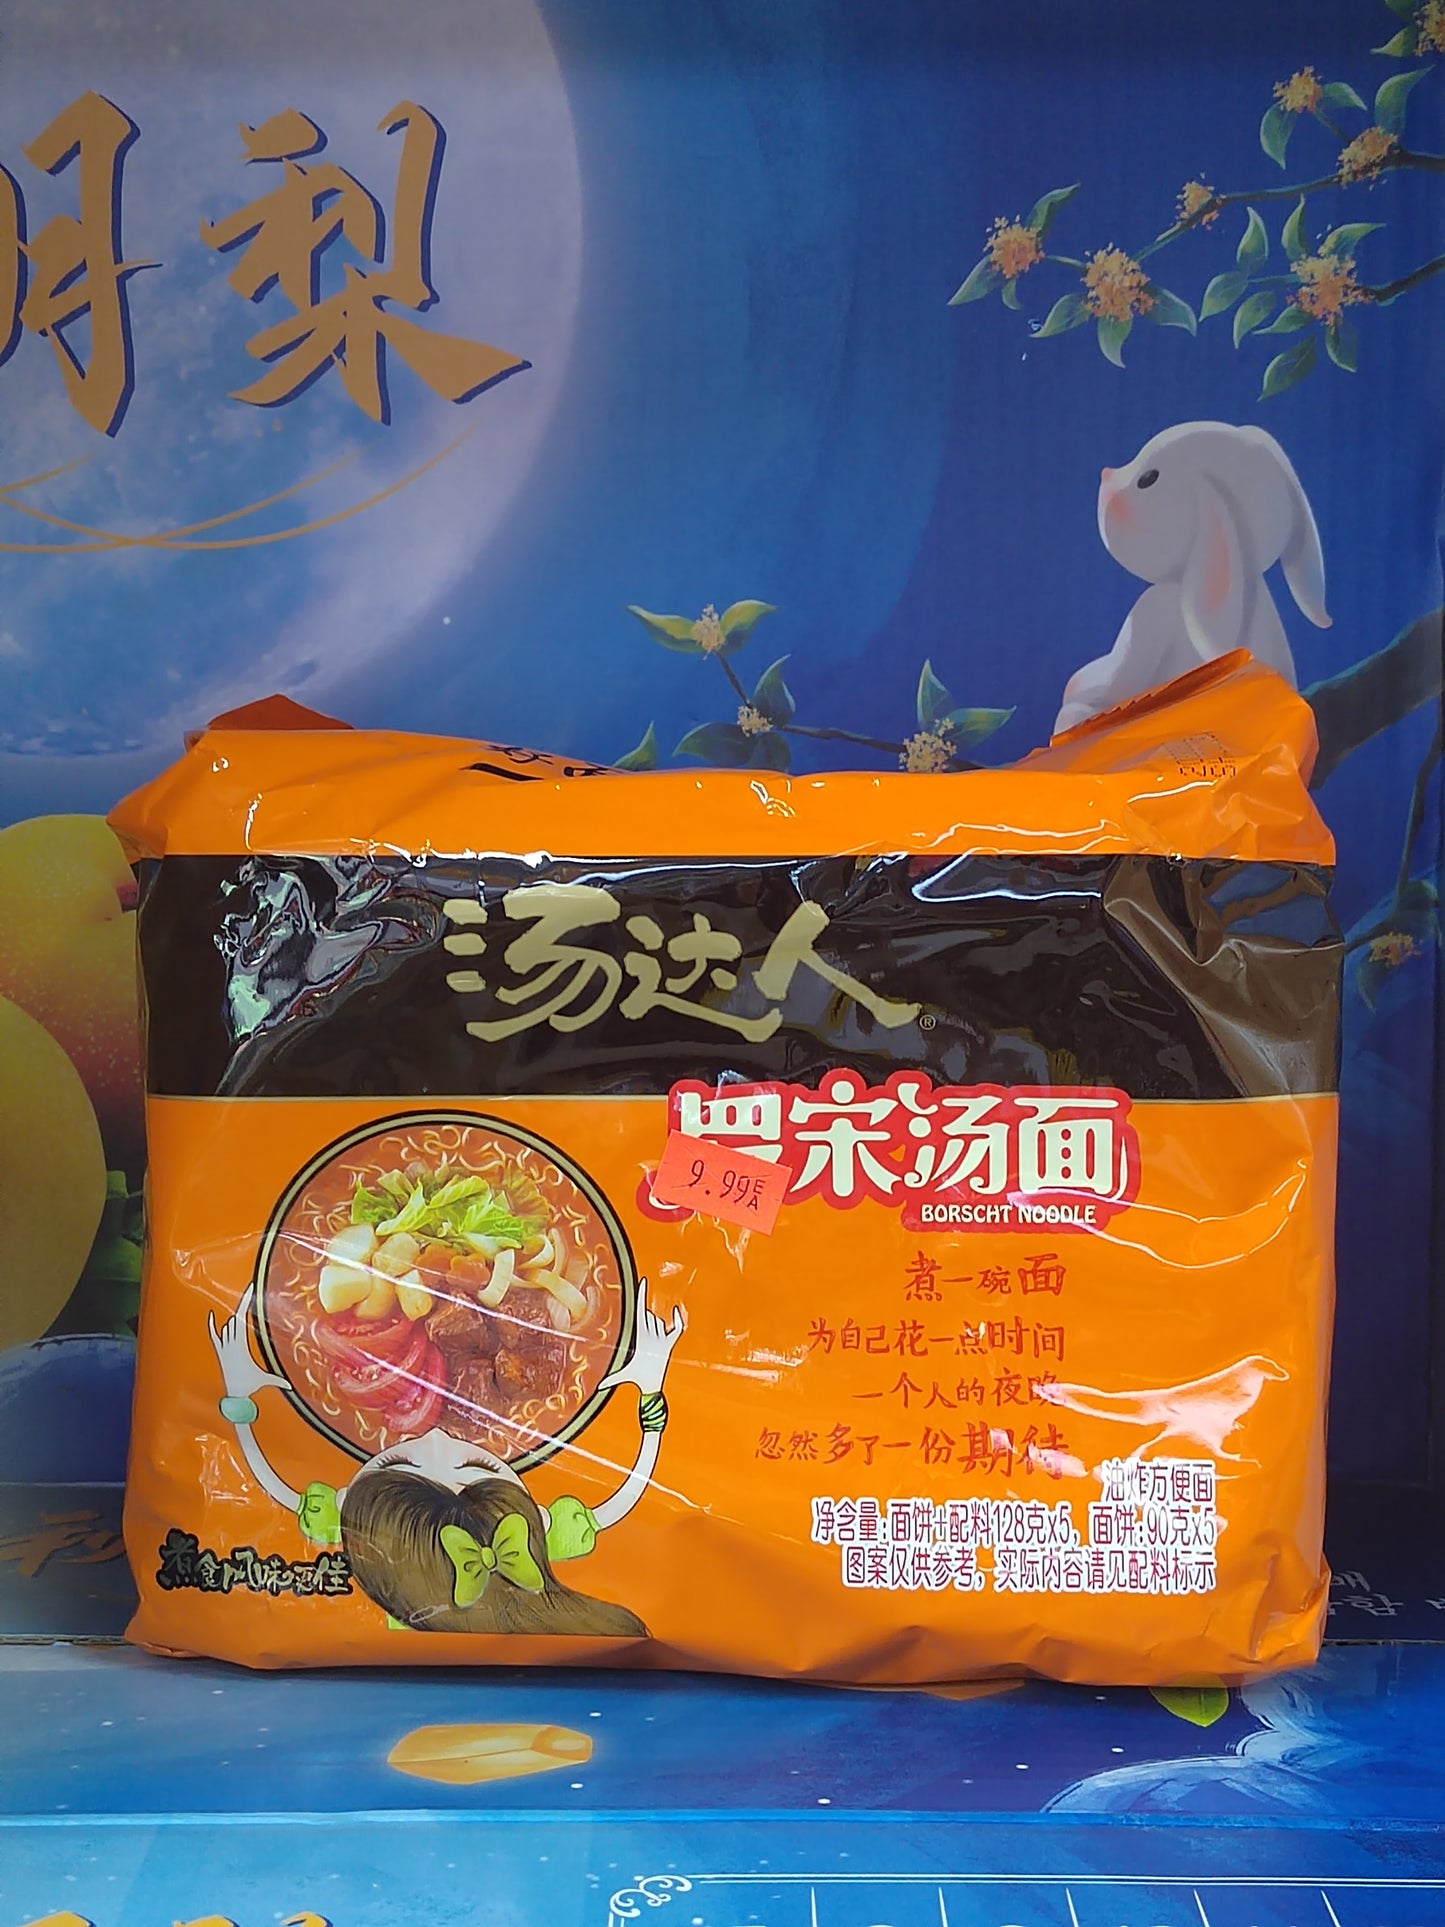 月梨
汤达人®
罗宋汤面
9.99 EA
BORSCHT NOODLE
煮一碗面
为自己花一点时间
一个人的夜晚
忽然多了一份期待
油炸方便面
净含量:面饼+配料128克x5, 面饼:90克x5
图案仅供参考, 实际内容请见配料标示
煮食风味更佳